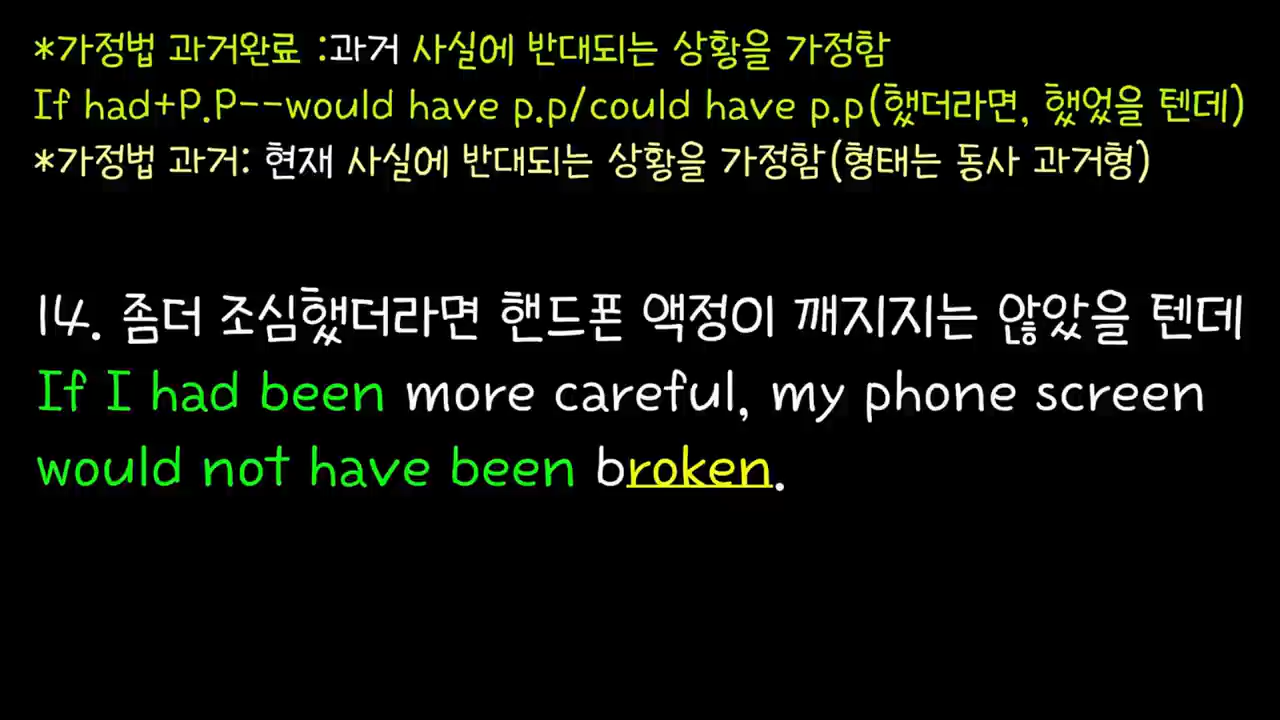 *가정법 과거완료 :과거 사실에 반대되는 상황을 가정함
If had+P.P--would have p.p/could have p.p(했더라면, 했었을 텐데)
*가정법 과거: 현재 사실에 반대되는 상황을 가정함(형태는 동사 과거형)
14. 좀더 조심했더라면 핸드폰 액정이 깨지지는 않았을 텐데
If I had been more careful, my phone screen
would not have been broken.